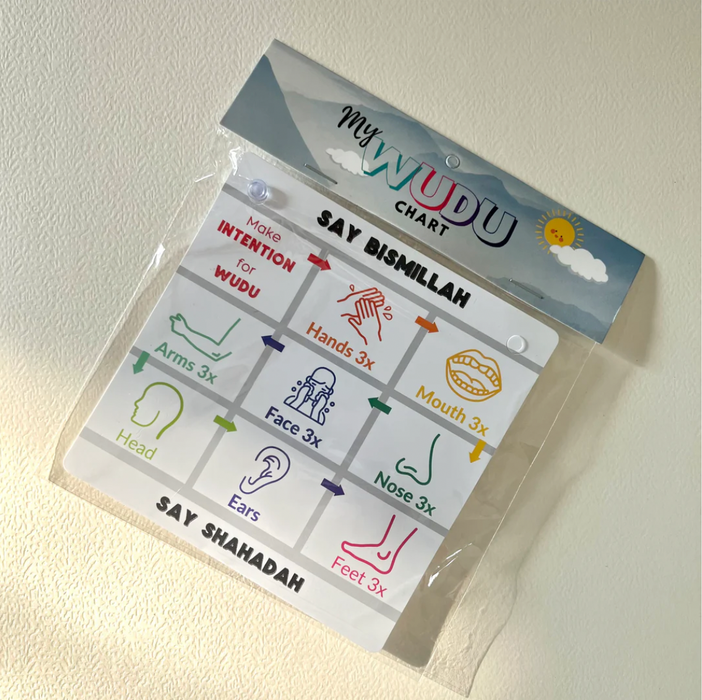 My
WUDU
CHART
SAY BISMILLAH
Make
INTENTION
for
WUDU
Hands 3x
Mouth 3x
Arms 3x
Face 3x
Nose 3x
Head
Ears
Feet 3x
SAY SHAHADAH